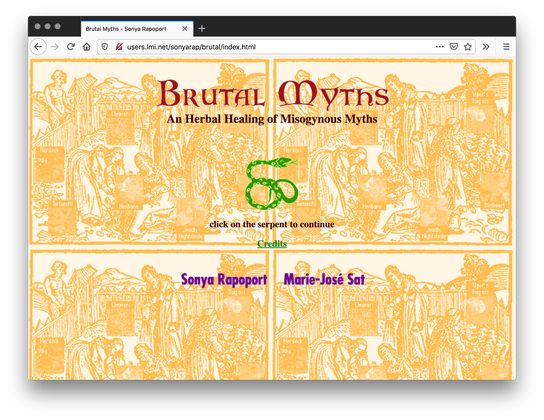 Brutal Myths - Sonya Rapoport
users.lmi.net/sonyarap/brutal/index.html
Brutal Myths
An Herbal Healing of Misogynous Myths
click on the serpent to continue
Credits
Sonya Rapoport Marie-José Sat